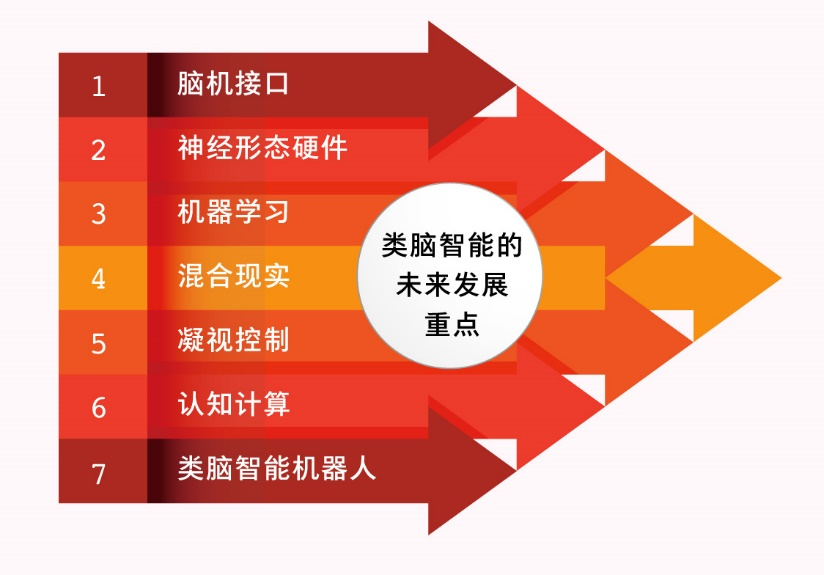 1 脑机接口
2 神经形态硬件
3 机器学习
4 混合现实
5 凝视控制
6 认知计算
7 类脑智能机器人
类脑智能的
未来发展
重点